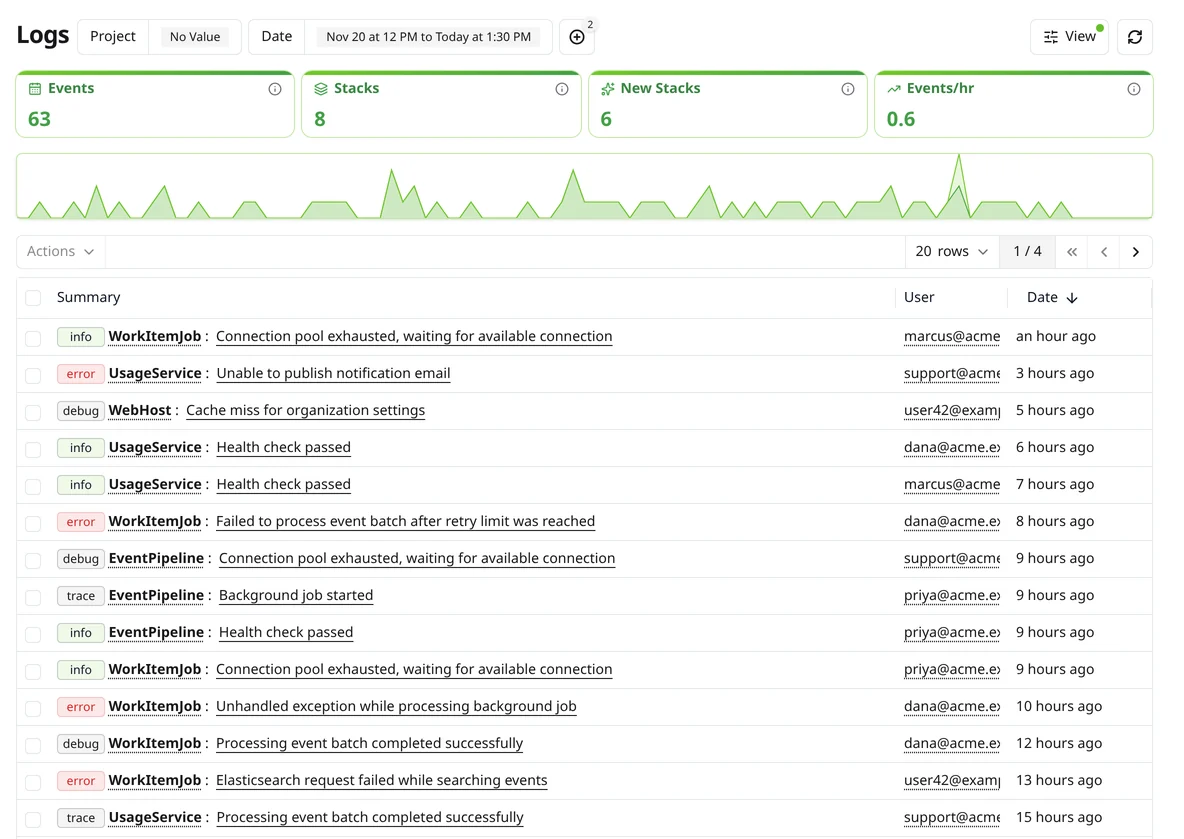 Logs Project No Value Date Nov 20 at 12 PM to Today at 1:30 PM 2 View
Events Stacks New Stacks Events/hr
63 8 6 0.6
Actions 20 rows 1 / 4
Summary User Date
info WorkItemJob : Connection pool exhausted, waiting for available connection marcus@acme an hour ago
error UsageService : Unable to publish notification email support@acme 3 hours ago
debug WebHost : Cache miss for organization settings user42@examp 5 hours ago
info UsageService : Health check passed dana@acme.ex 6 hours ago
info UsageService : Health check passed marcus@acme 7 hours ago
error WorkItemJob : Failed to process event batch after retry limit was reached dana@acme.ex 8 hours ago
debug EventPipeline : Connection pool exhausted, waiting for available connection support@acme 9 hours ago
trace EventPipeline : Background job started priya@acme.ex 9 hours ago
info EventPipeline : Health check passed priya@acme.ex 9 hours ago
info WorkItemJob : Connection pool exhausted, waiting for available connection priya@acme.ex 9 hours ago
error WorkItemJob : Unhandled exception while processing background job dana@acme.ex 10 hours ago
debug WorkItemJob : Processing event batch completed successfully dana@acme.ex 12 hours ago
error WorkItemJob : Elasticsearch request failed while searching events user42@examp 13 hours ago
trace UsageService : Processing event batch completed successfully support@acme 15 hours ago